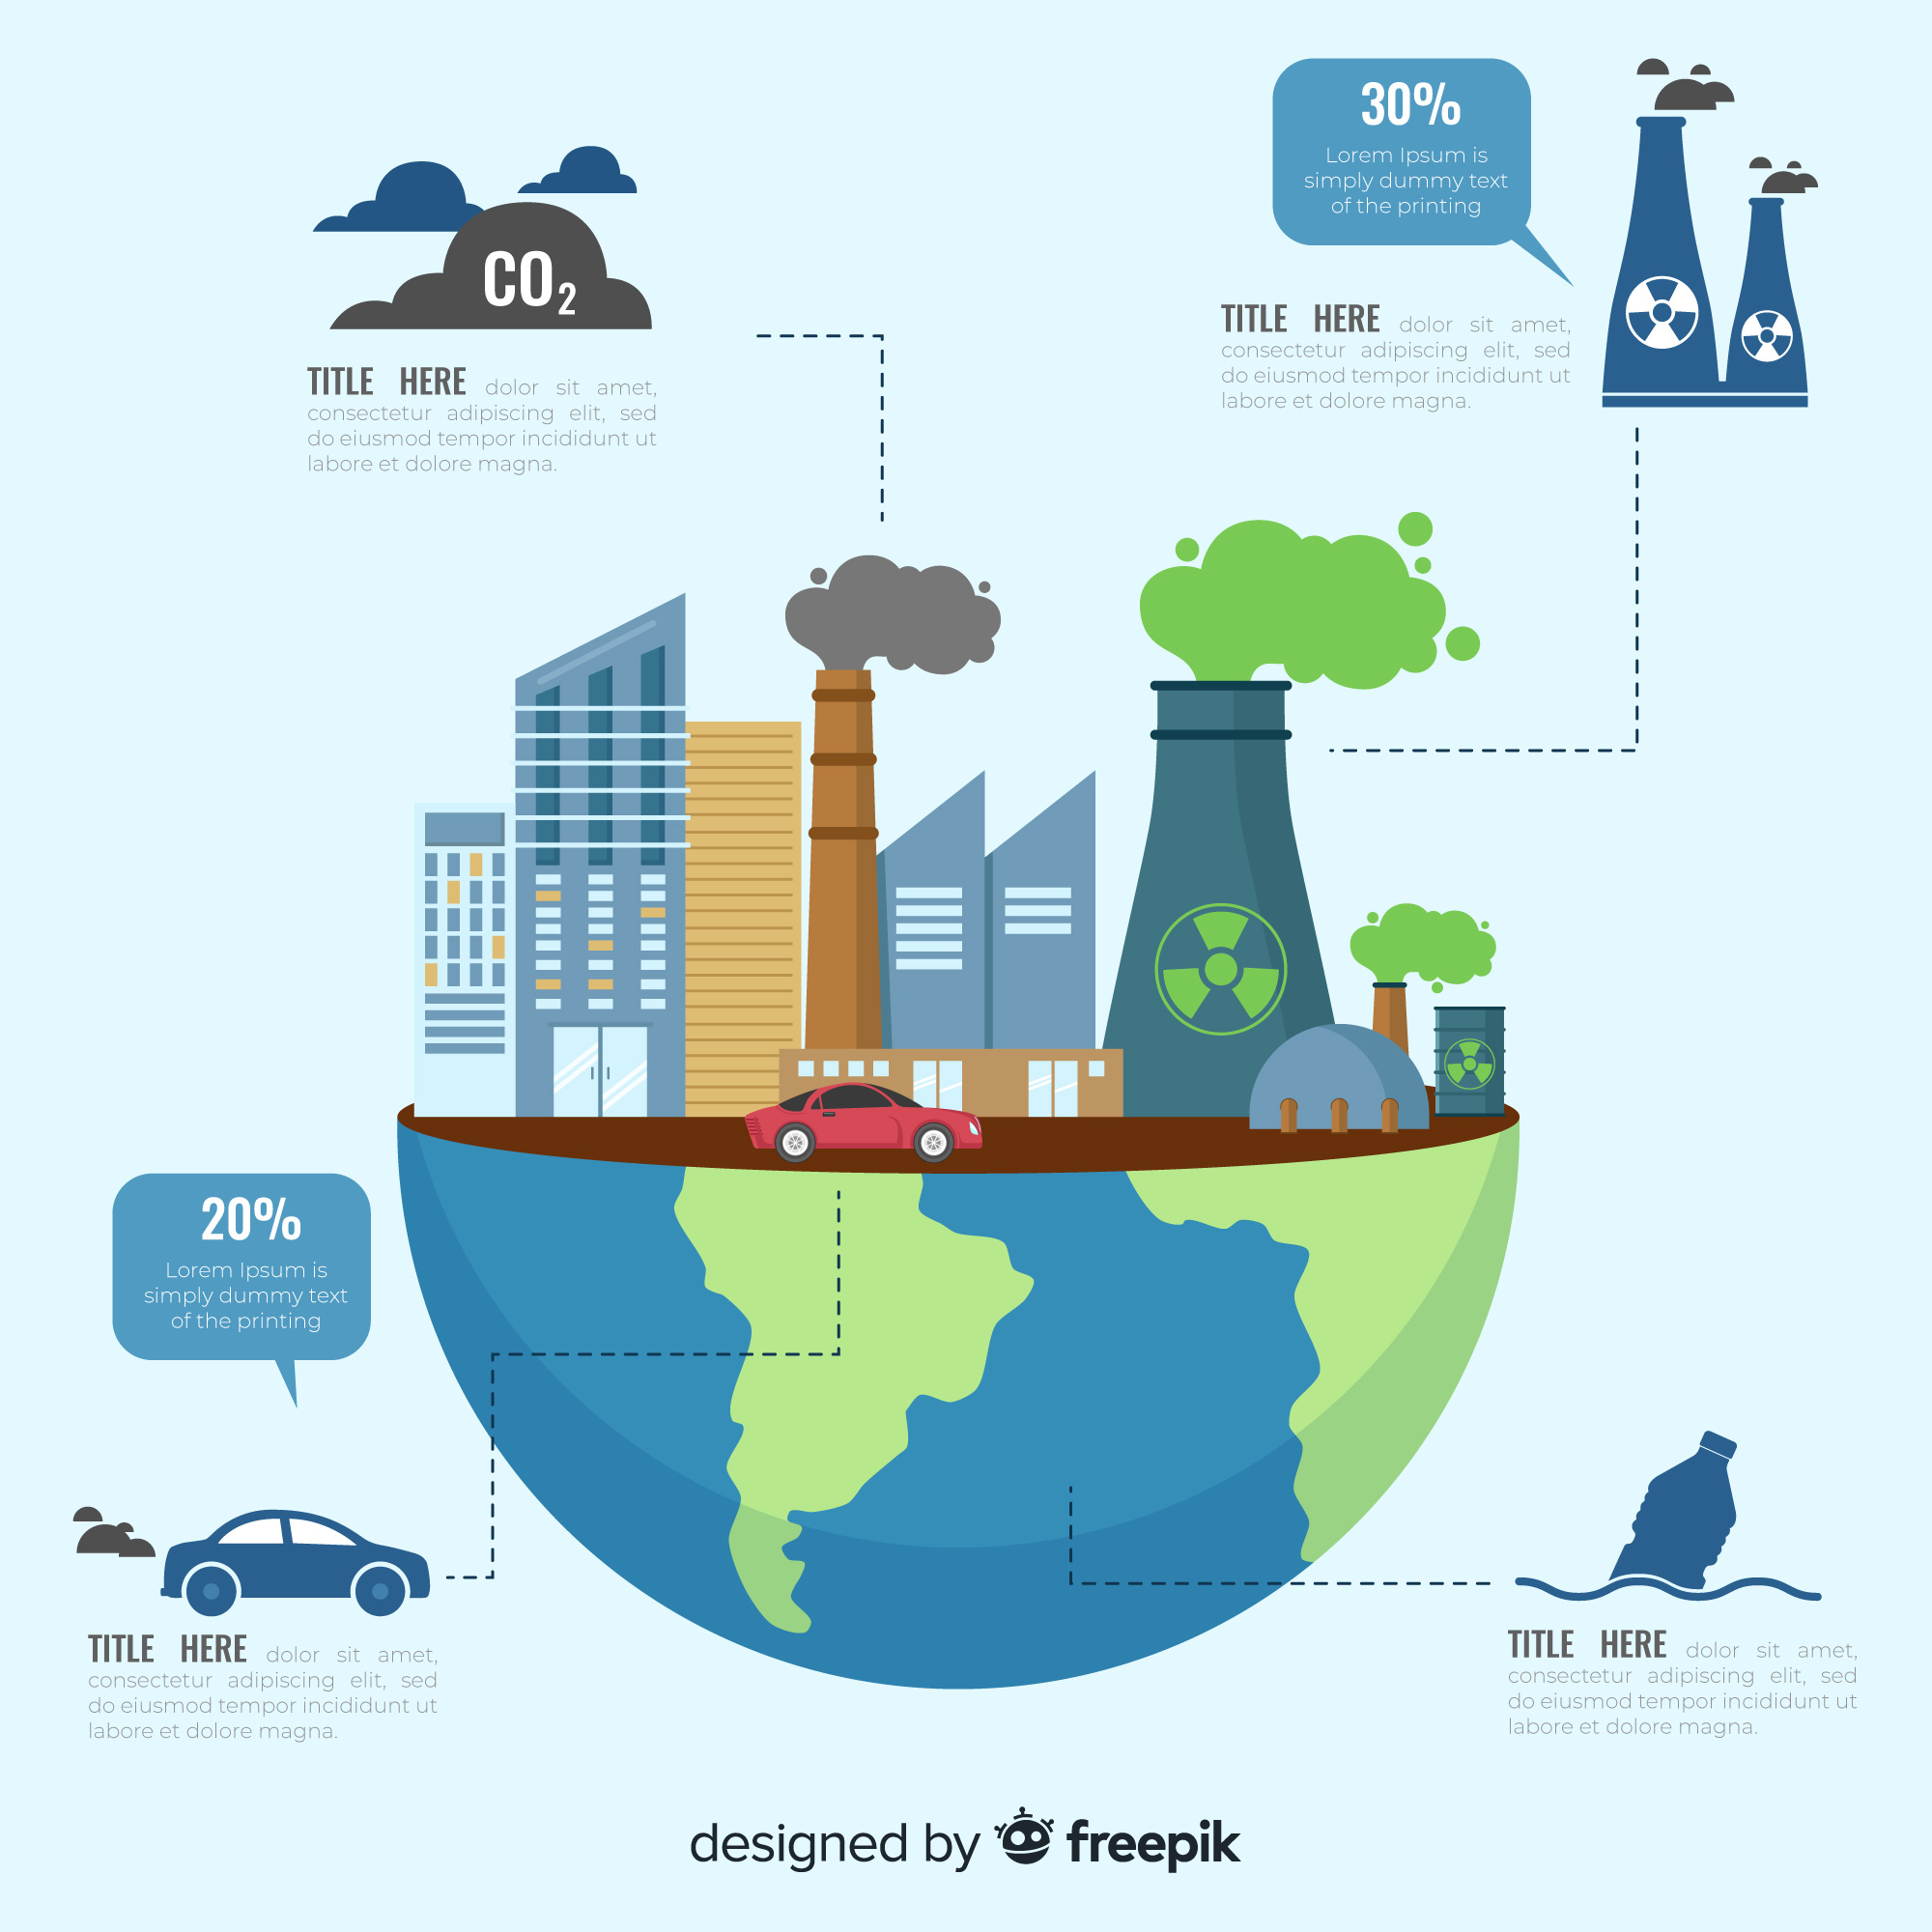 30%
Lorem Ipsum is
simply dummy text
of the printing
CO₂
TITLE HERE dolor sit amet,
consectetur adipiscing elit, sed
do eiusmod tempor incididunt ut
labore et dolore magna.
TITLE HERE dolor sit amet,
consectetur adipiscing elit, sed
do eiusmod tempor incididunt ut
labore et dolore magna.
20%
Lorem Ipsum is
simply dummy text
of the printing
TITLE HERE dolor sit amet,
consectetur adipiscing elit, sed
do eiusmod tempor incididunt ut
labore et dolore magna.
TITLE HERE dolor sit amet,
consectetur adipiscing elit, sed
do eiusmod tempor incididunt ut
labore et dolore magna.
designed by freepik